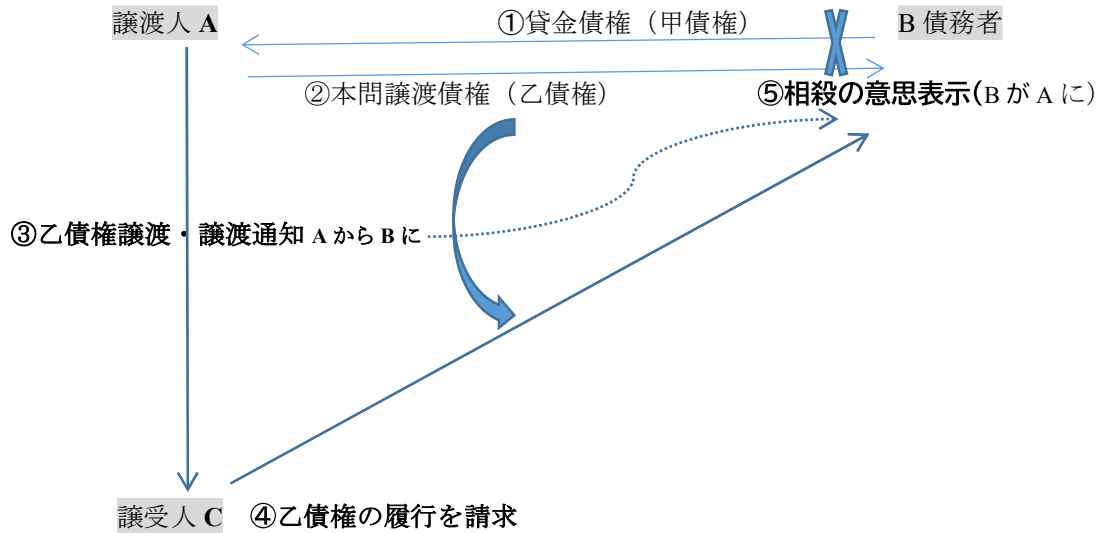 譲渡人 A
①貸金債権（甲債権）
B 債務者
②本問譲渡債権（乙債権）
⑤相殺の意思表示(B が A に）
③乙債権譲渡・譲渡通知 A から B に
譲受人 C
④乙債権の履行を請求